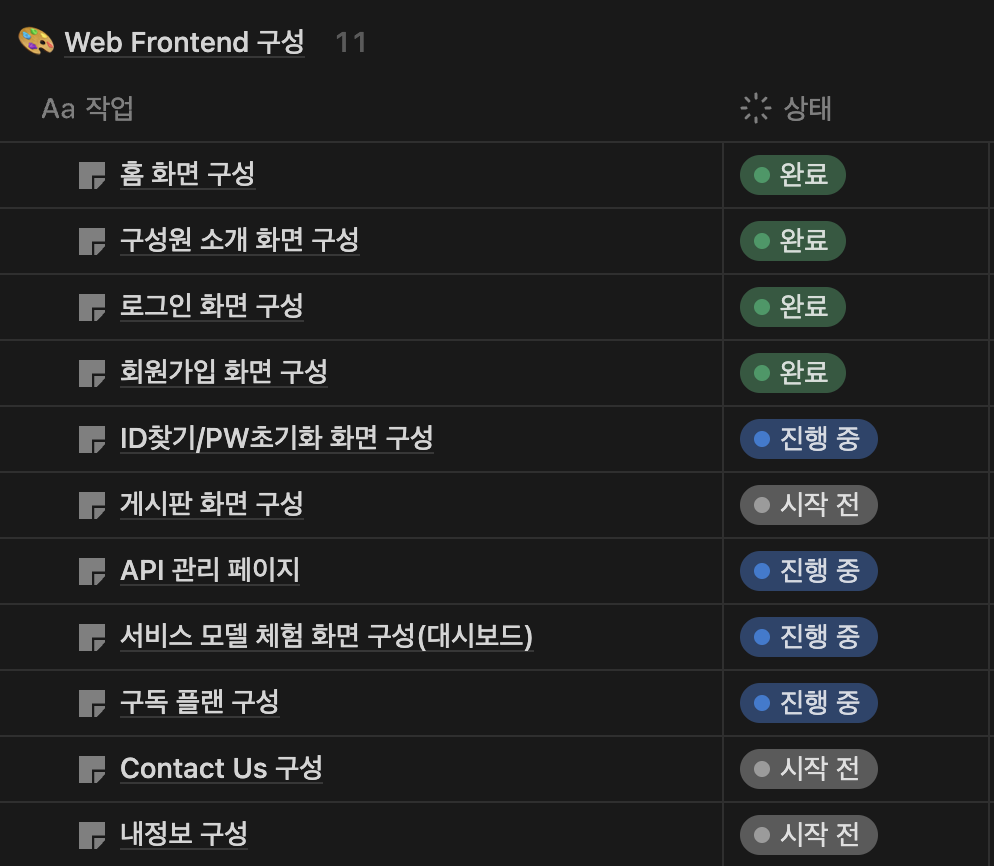 Web Frontend 구성 11
Aa 작업 상태
홈 화면 구성 완료
구성원 소개 화면 구성 완료
로그인 화면 구성 완료
회원가입 화면 구성 완료
ID찾기/PW초기화 화면 구성 진행 중
게시판 화면 구성 시작 전
API 관리 페이지 진행 중
서비스 모델 체험 화면 구성(대시보드) 진행 중
구독 플랜 구성 진행 중
Contact Us 구성 시작 전
내정보 구성 시작 전